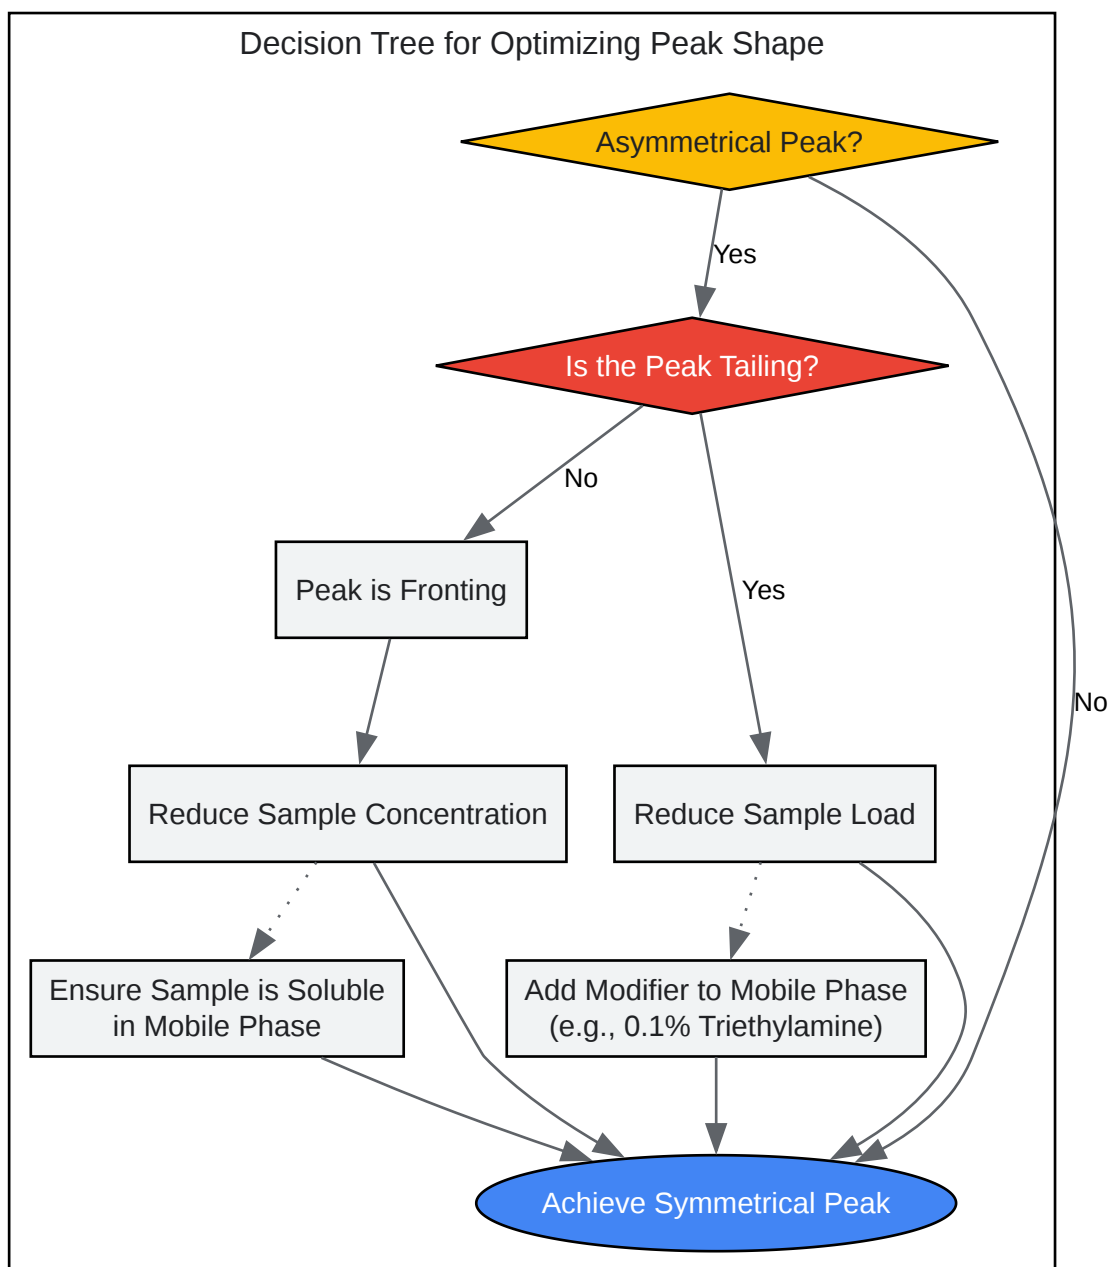 Decision Tree for Optimizing Peak Shape
Asymmetrical Peak?
Yes
Is the Peak Tailing?
No
Peak is Fronting
Yes
No
Reduce Sample Concentration
Reduce Sample Load
Ensure Sample is Soluble
in Mobile Phase
Add Modifier to Mobile Phase
(e.g., 0.1% Triethylamine)
Achieve Symmetrical Peak